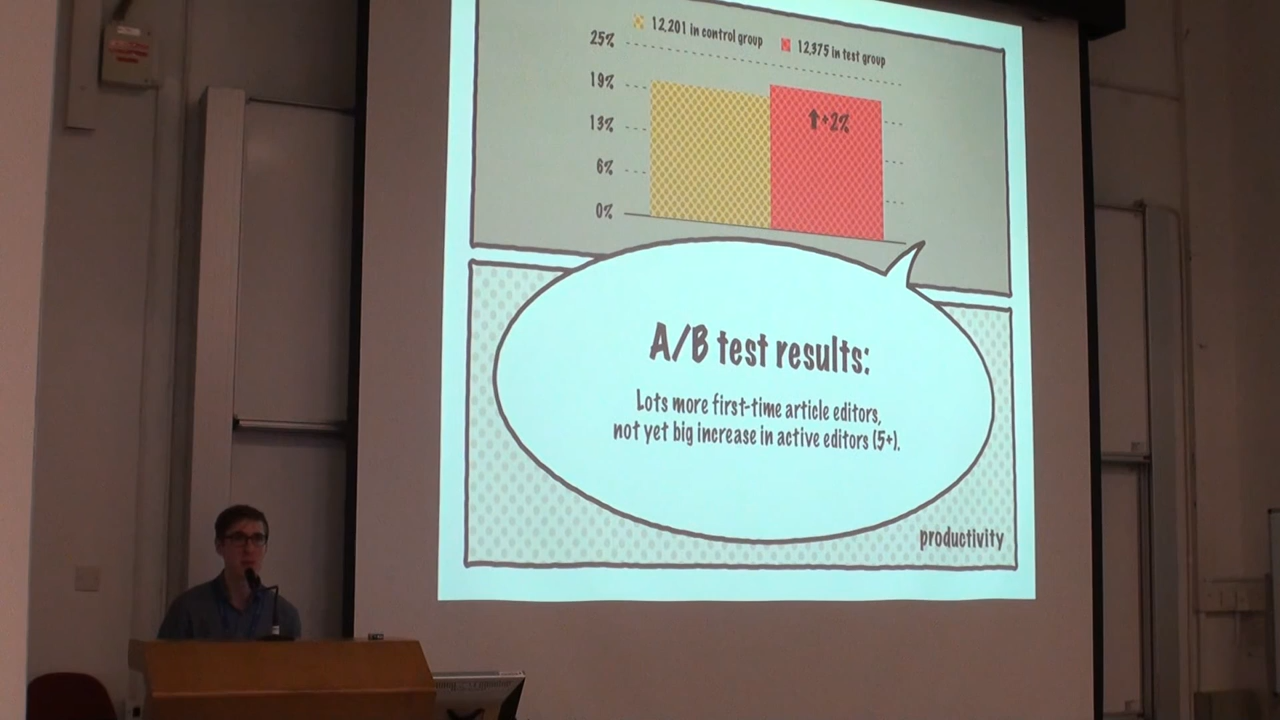 12,201 in control group
12,375 in test group
25%
19%
13%
6%
0%
+2%
A/B test results:
Lots more first-time article editors,
not yet big increase in active editors (5+).
productivity